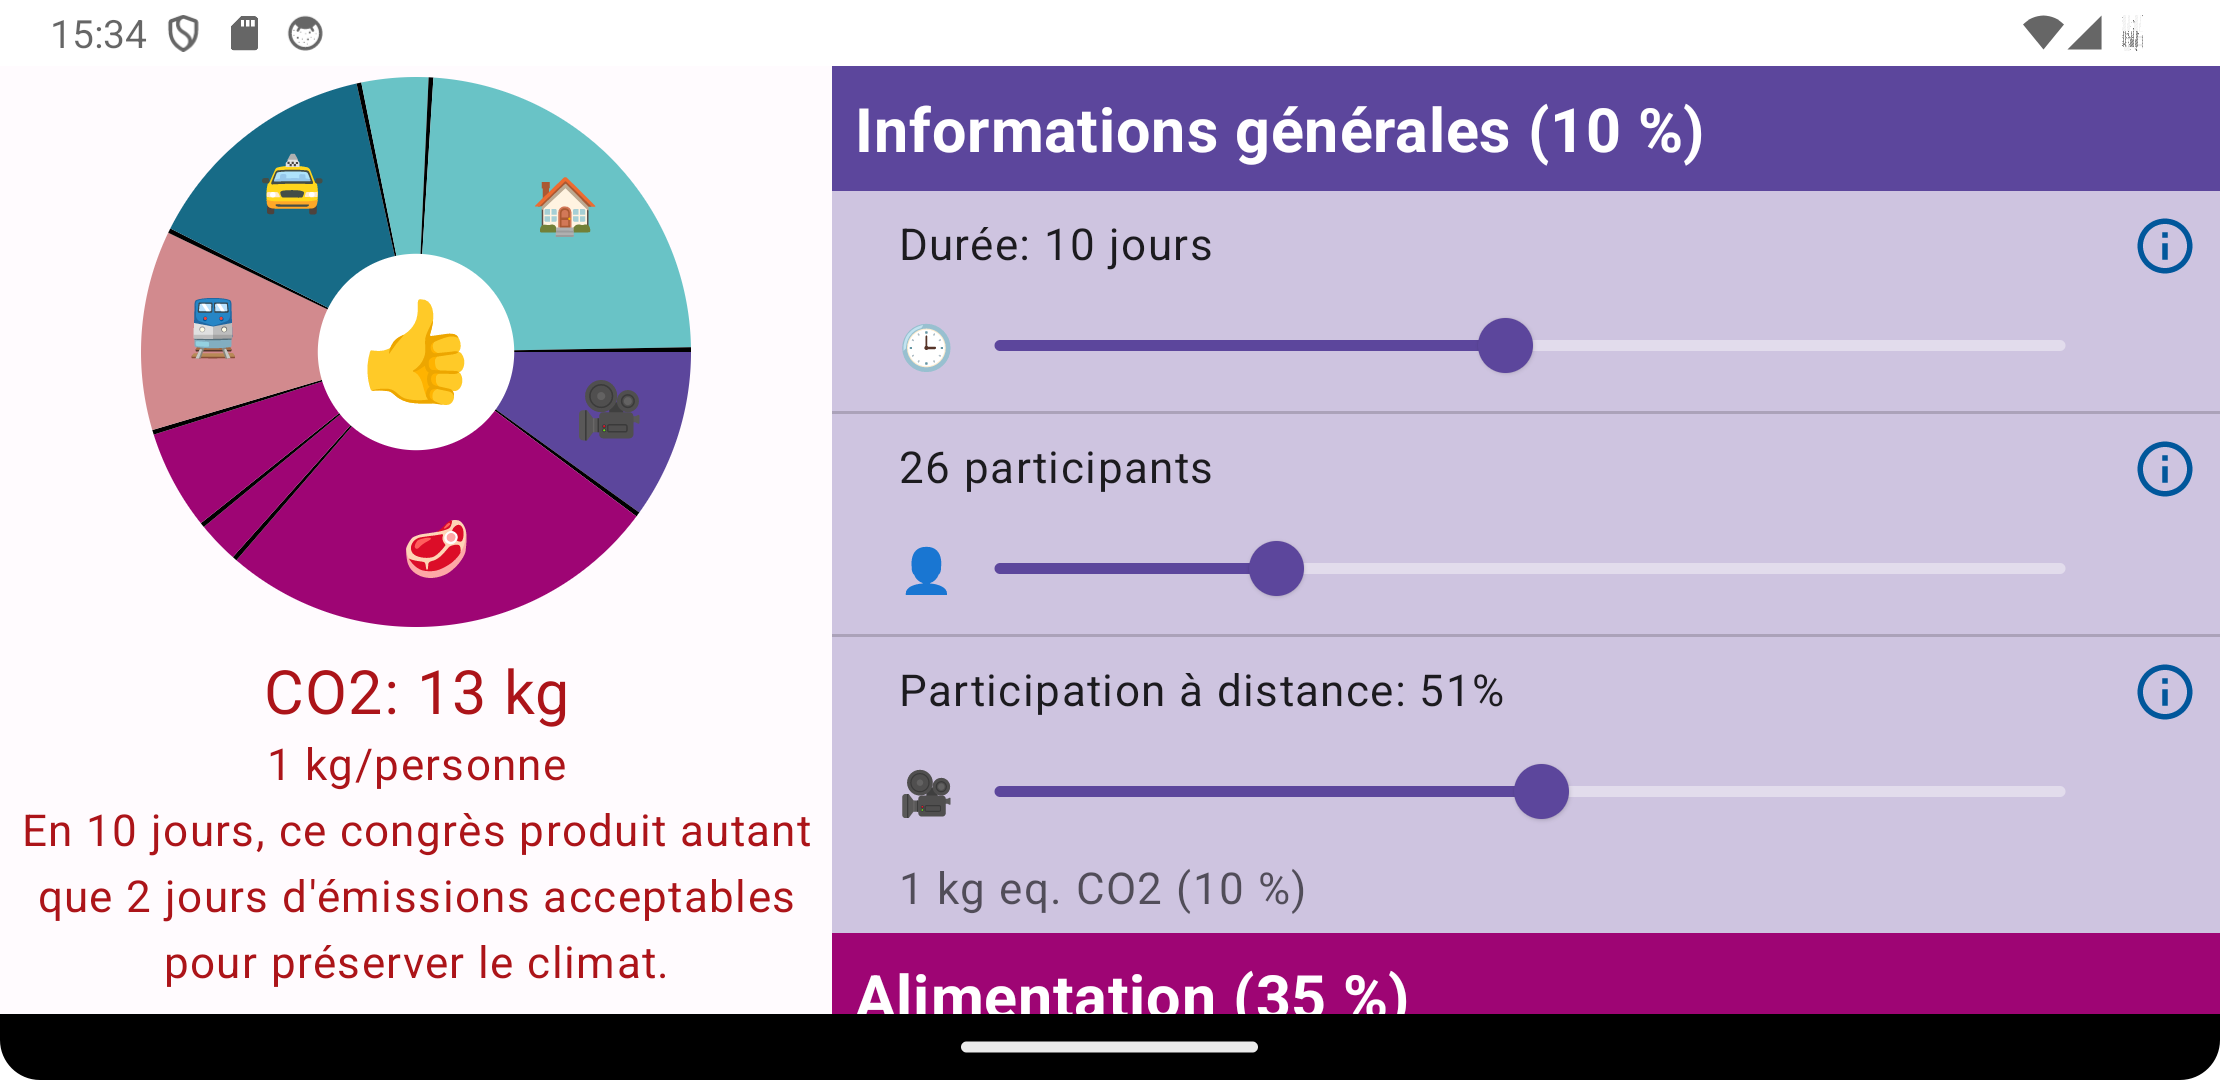 15:34
CO2: 13 kg
1 kg/personne
En 10 jours, ce congrès produit autant
que 2 jours d'émissions acceptables
pour préserver le climat.
Informations générales (10 %)
Durée: 10 jours
26 participants
Participation à distance: 51%
1 kg eq. CO2 (10 %)
Alimentation (35 %)